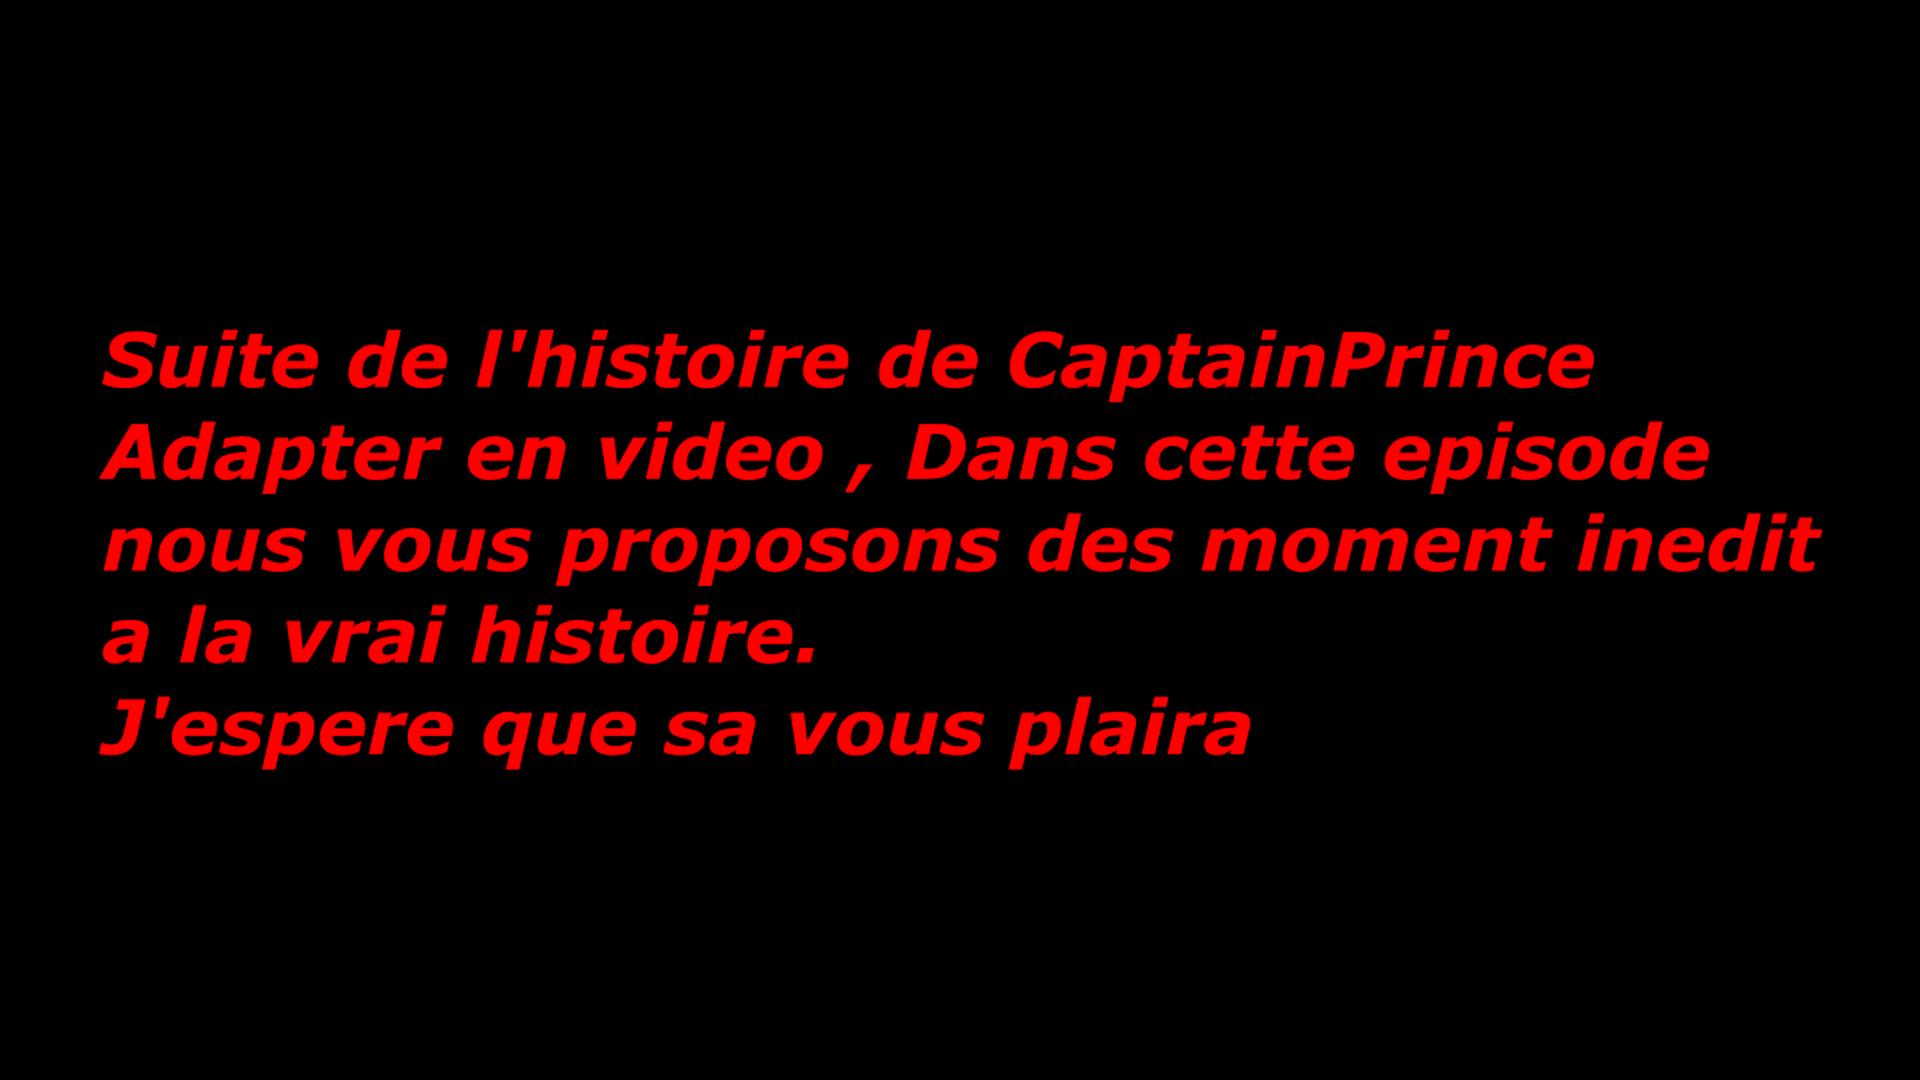 Suite de l'histoire de CaptainPrince
Adapter en video , Dans cette episode
nous vous proposons des moment inedit
a la vrai histoire.
J'espere que sa vous plaira